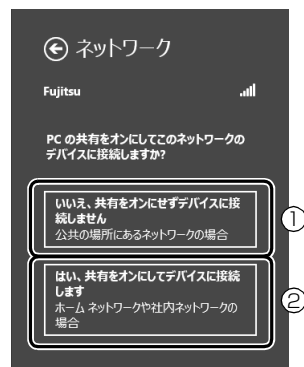 ネットワーク
Fujitsu
PC の共有をオンにしてこのネットワークの
デバイスに接続しますか?
いいえ、共有をオンにせずデバイスに接
続しません
公共の場所にあるネットワークの場合
①
はい、共有をオンにしてデバイスに接続
します
ホーム ネットワークや社内ネットワークの
場合
②